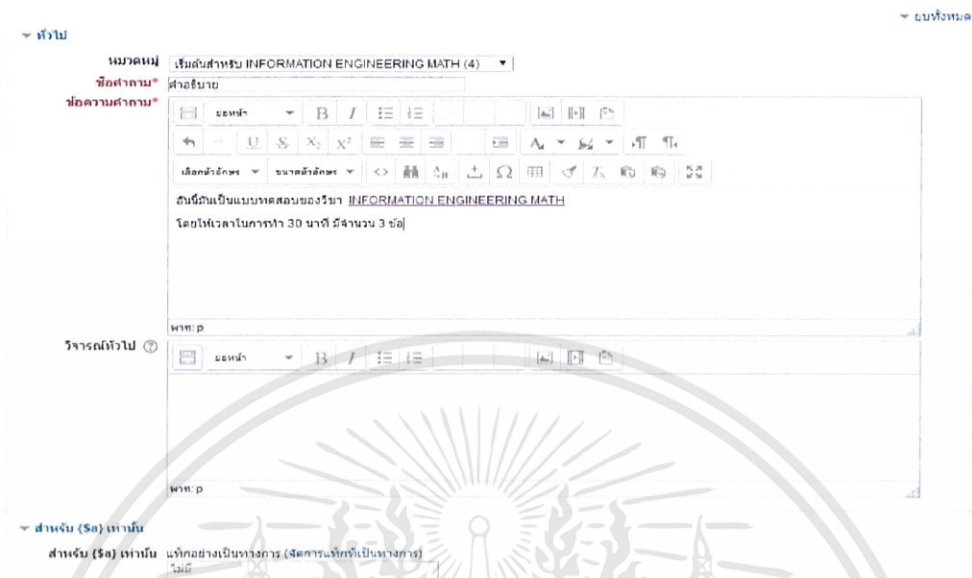 ยุบทั้งหมด
ทั่วไป
หมวดหมู่ เริ่มต้นสำหรับ INFORMATION ENGINEERING MATH (4)
ชื่อคำถาม* คำอธิบาย
ข้อความคำถาม*
ย่อหน้า B I
U S X₂ X²
เลือกตัวอักษร ขนาดตัวอักษร <> Ω
อันนี้มันเป็นแบบทดสอบของวิชา INFORMATION ENGINEERING MATH
โดยให้เวลาในการทำ 30 นาที มีจำนวน 3 ข้อ
พาท: p
วิจารณ์ทั่วไป
ย่อหน้า B I
พาท: p
สำหรับ {$a} เท่านั้น
สำหรับ {$a} เท่านั้น แท็กอย่างเป็นทางการ (จัดการแท็กที่เป็นทางการ)
ไม่มี